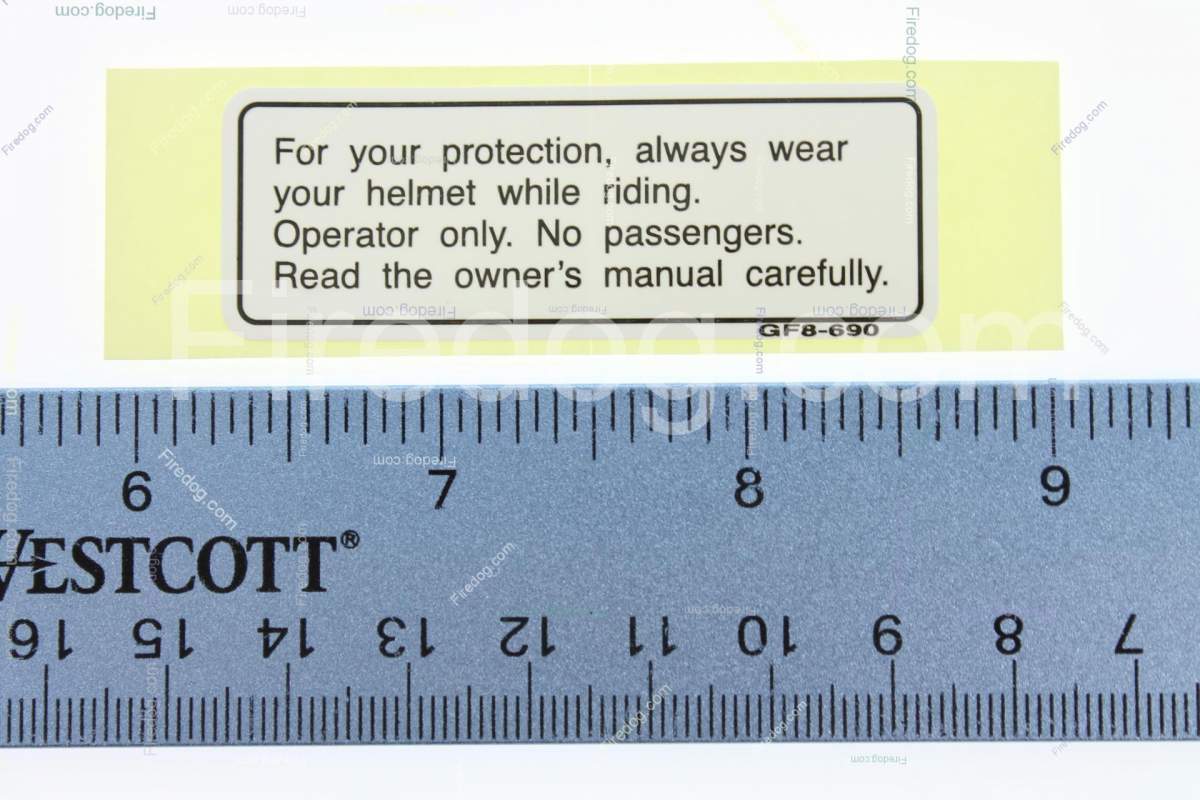 For your protection, always wear
your helmet while riding.
Operator only. No passengers.
Read the owner's manual carefully.
GF8-690
Firedog.com
6 7 8 9
WESTCOTT®
16 15 14 13 12 11 10 9 8 7